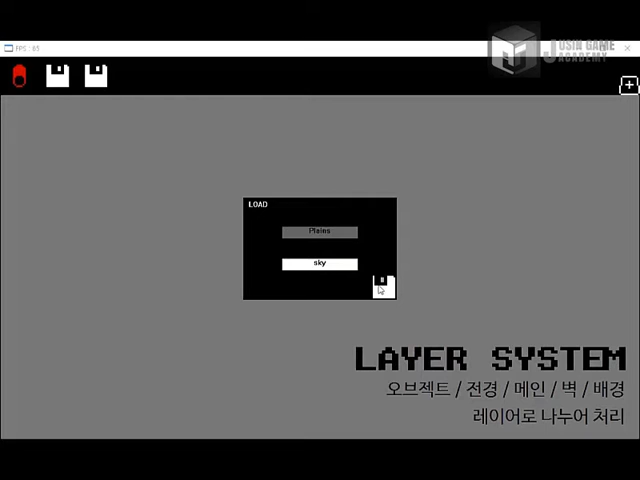 FPS : 65
JUSIN GAME
ACADEMY
LOAD
Plains
sky
LAYER SYSTEM
오브젝트 / 전경 / 메인 / 벽 / 배경
레이어로 나누어 처리